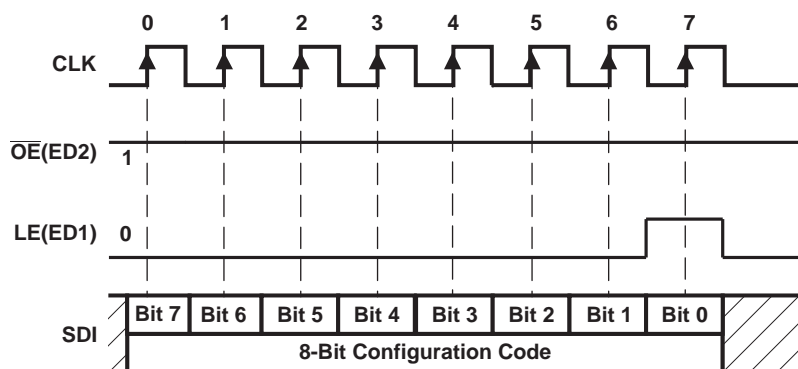 0 1 2 3 4 5 6 7
CLK
OE(ED2) 1
LE(ED1) 0
SDI
Bit 7 Bit 6 Bit 5 Bit 4 Bit 3 Bit 2 Bit 1 Bit 0
8-Bit Configuration Code